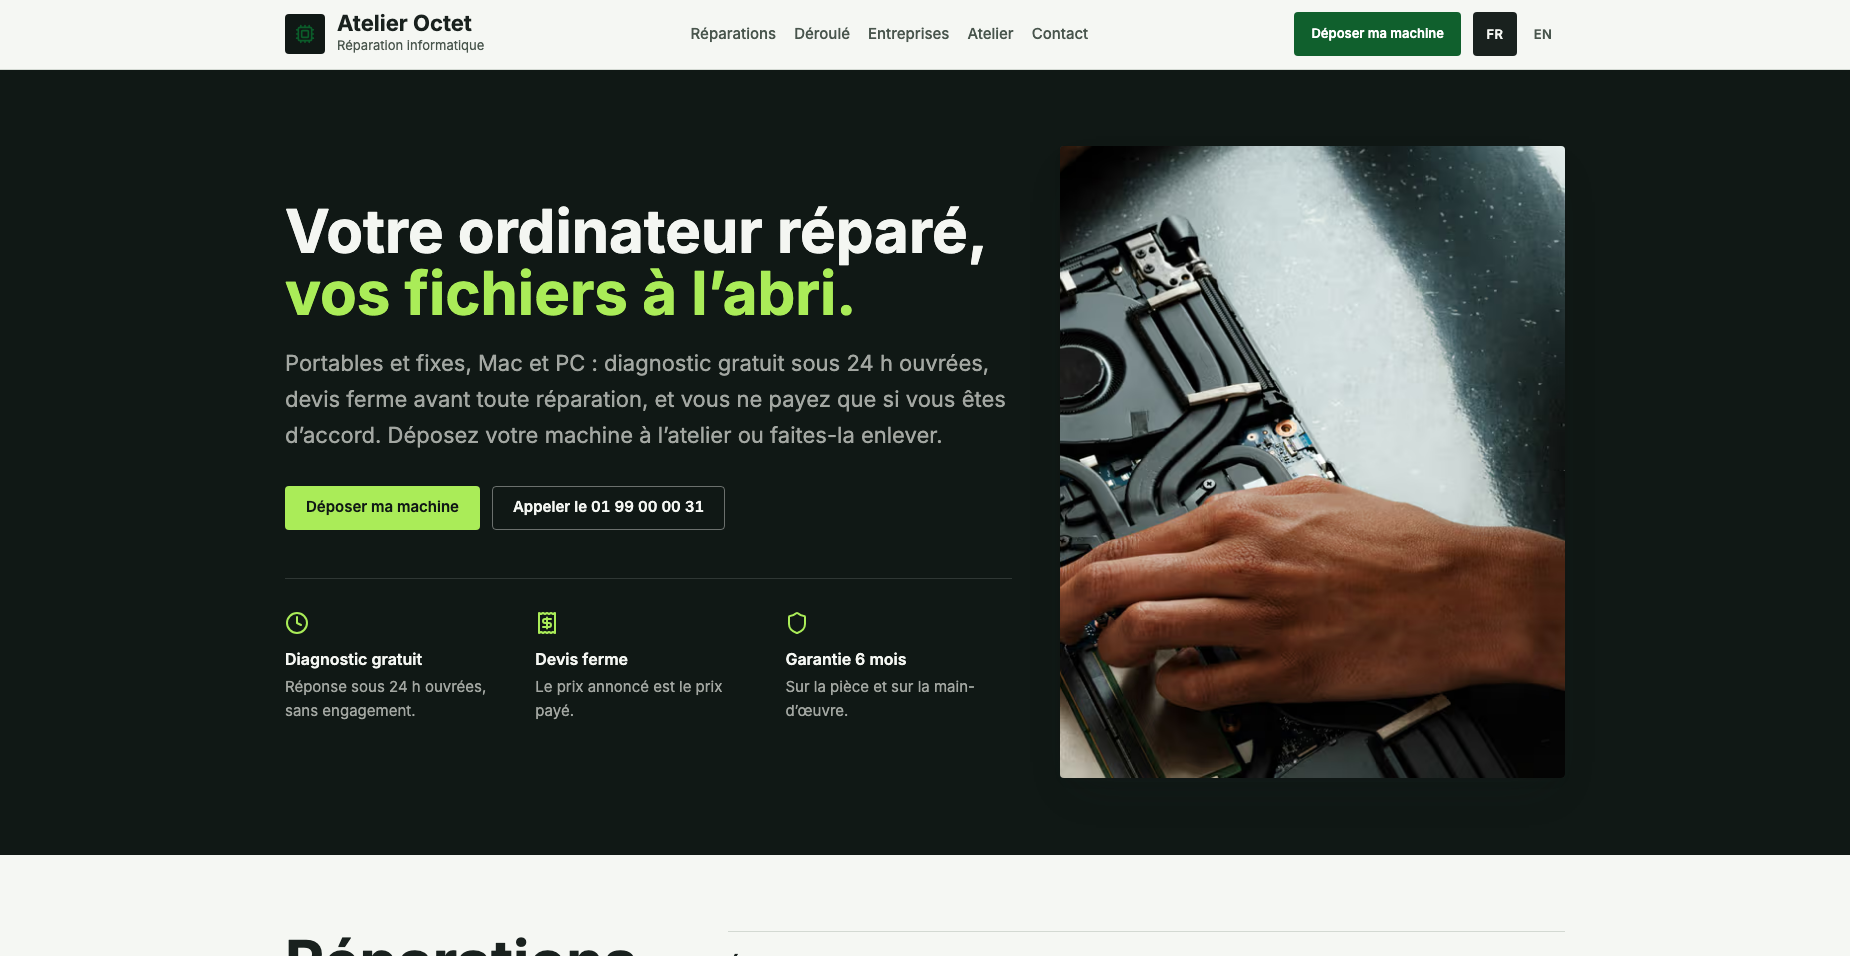 Atelier Octet
Réparation informatique
Réparations
Déroulé
Entreprises
Atelier
Contact
Déposer ma machine
FR
EN
Votre ordinateur réparé,
vos fichiers à l’abri.
Portables et fixes, Mac et PC : diagnostic gratuit sous 24 h ouvrées,
devis ferme avant toute réparation, et vous ne payez que si vous êtes
d’accord. Déposez votre machine à l’atelier ou faites-la enlever.
Déposer ma machine
Appeler le 01 99 00 00 31
Diagnostic gratuit
Réponse sous 24 h ouvrées,
sans engagement.
Devis ferme
Le prix annoncé est le prix
payé.
Garantie 6 mois
Sur la pièce et sur la main-
d’œuvre.
Réparations